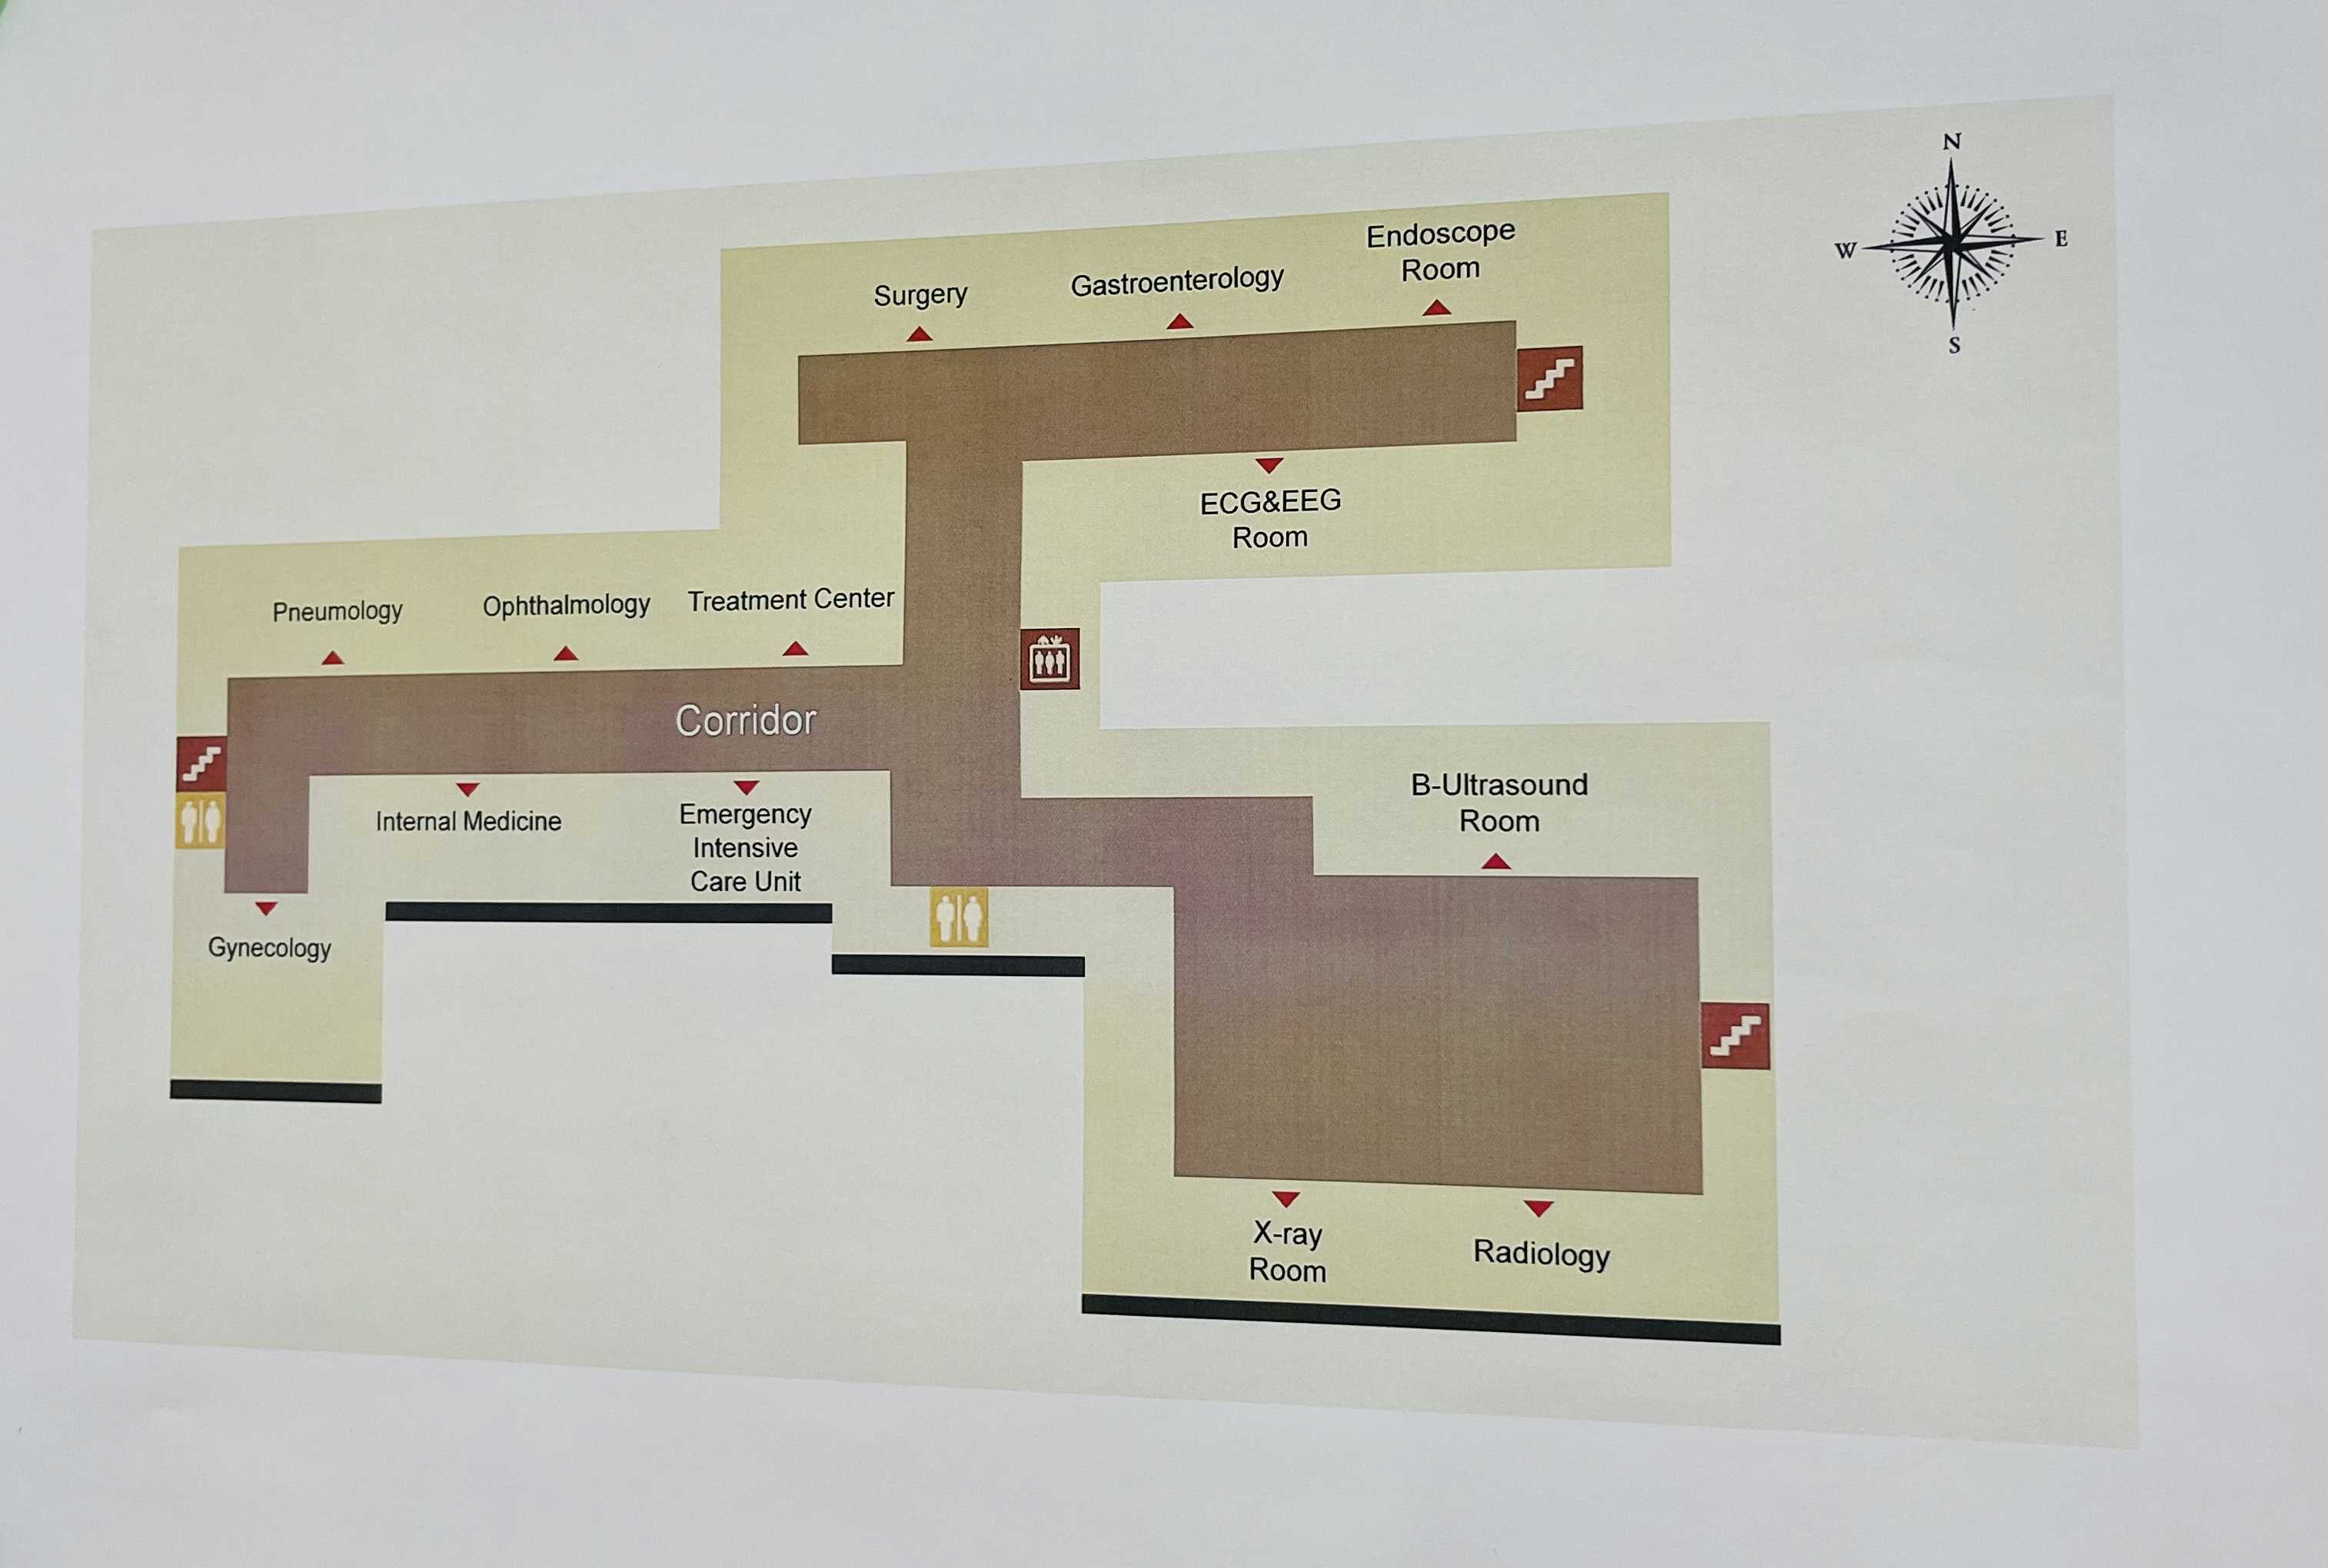 N
W
E
S
Surgery
Gastroenterology
Endoscope
Room
ECG&EEG
Room
Pneumology
Ophthalmology
Treatment Center
Corridor
Internal Medicine
Emergency
Intensive
Care Unit
Gynecology
B-Ultrasound
Room
X-ray
Room
Radiology